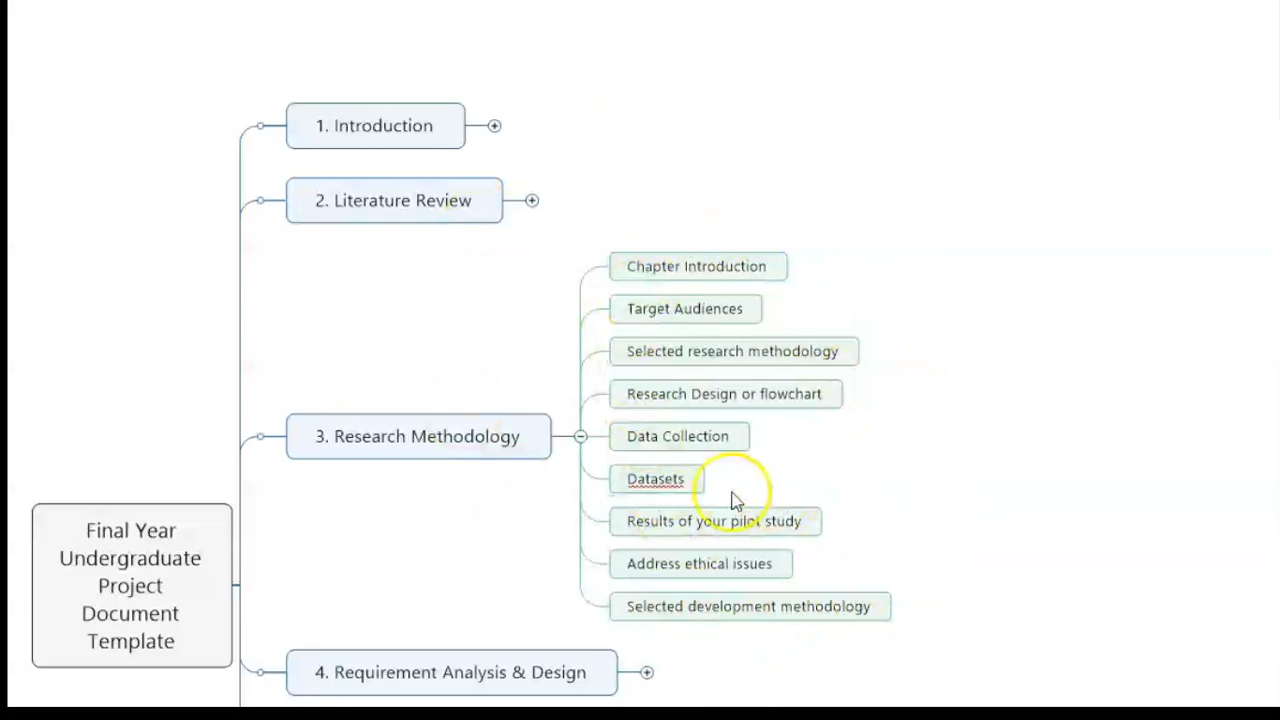 1. Introduction
2. Literature Review
Chapter Introduction
Target Audiences
Selected research methodology
Research Design or flowchart
3. Research Methodology
Data Collection
Datasets
Results of your pilot study
Address ethical issues
Selected development methodology
Final Year
Undergraduate
Project
Document
Template
4. Requirement Analysis & Design